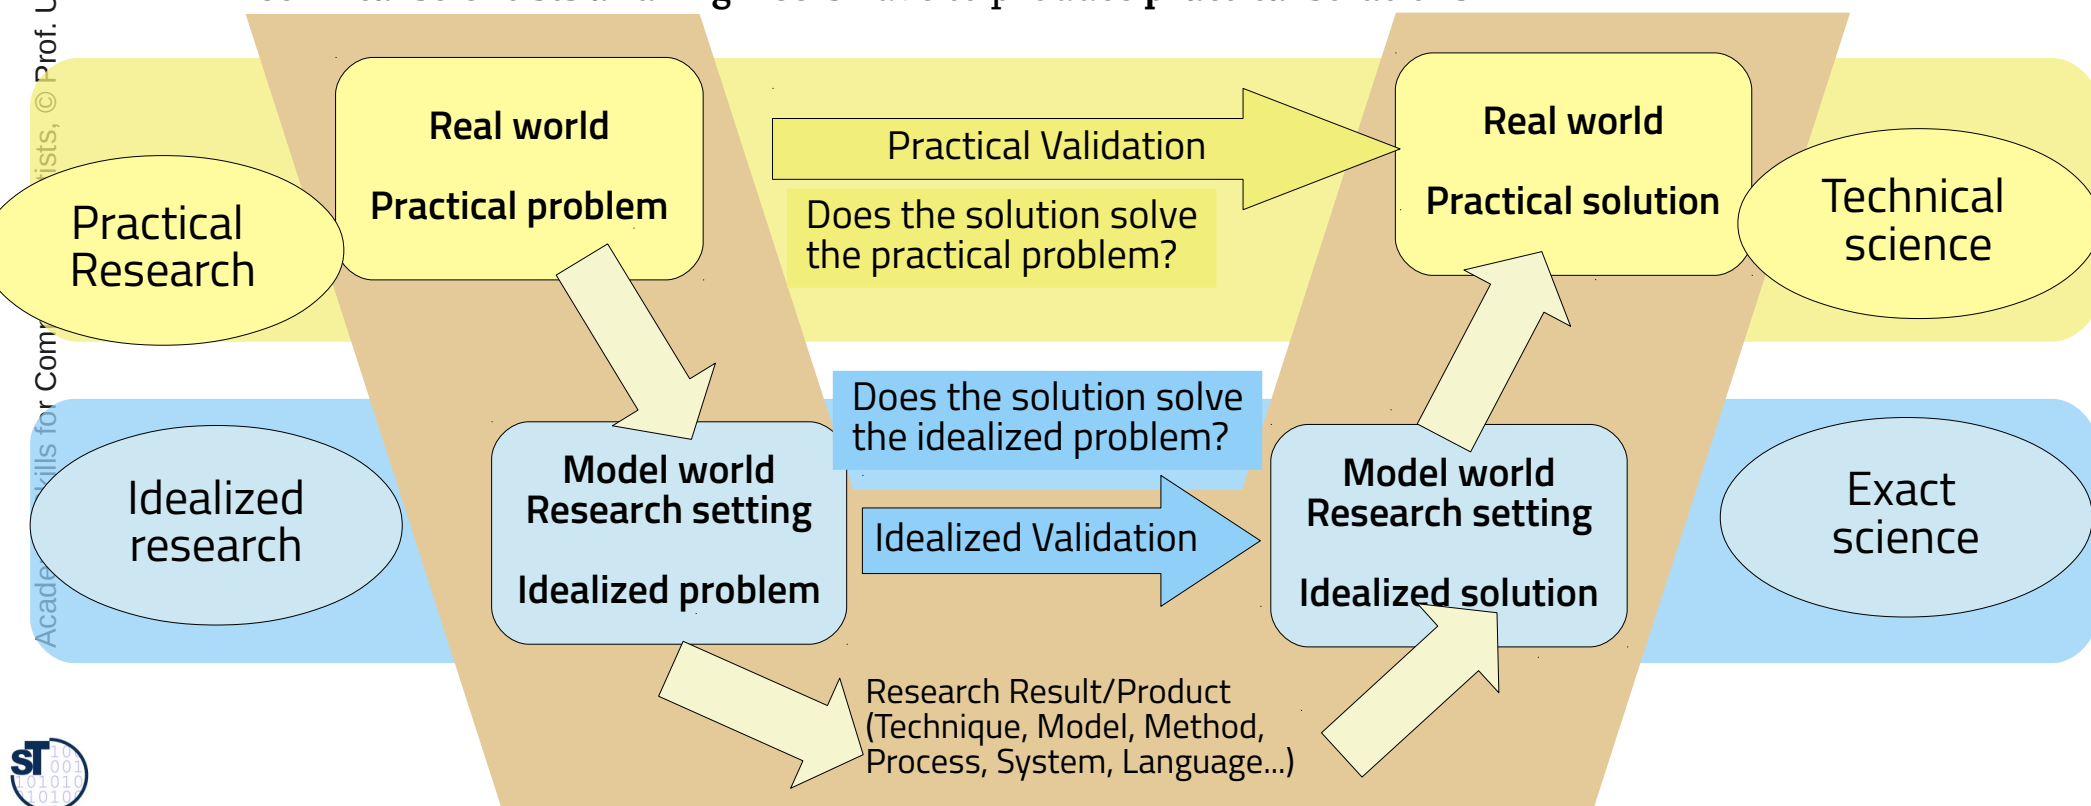 Real world
Practical problem
Practical Validation
Does the solution solve
the practical problem?
Real world
Practical solution
Practical
Research
Technical
science
Does the solution solve
the idealized problem?
Model world
Research setting
Idealized problem
Idealized Validation
Model world
Research setting
Idealized solution
Idealized
research
Exact
science
Research Result/Product
(Technique, Model, Method,
Process, System, Language...)
for
© Prof.
ST